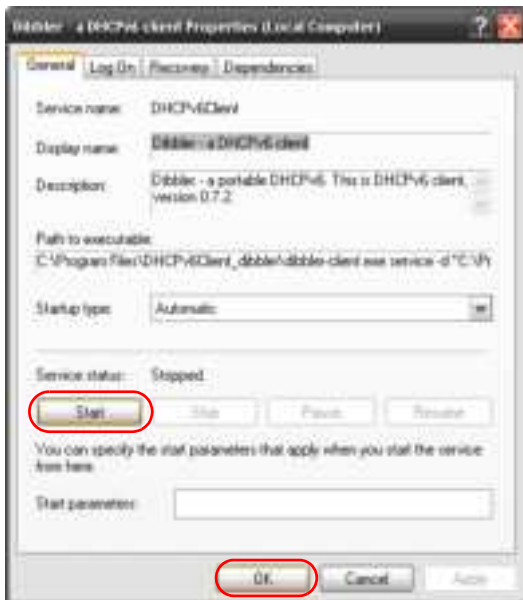 Dibbler - a DHCPv6 client Properties (Local Computer)
General Log On Recovery Dependencies
Service name: DHCPv6Client
Display name: Dibbler - a DHCPv6 client
Description: Dibbler - a portable DHCPv6. This is DHCPv6 client, version 0.7.2
Path to executable:
C:\Program Files\DHCPv6Client_dibbler\dibbler-client.exe service -d "C:\Pr
Startup type: Automatic
Service status: Stopped
Start Stop Pause Resume
You can specify the start parameters that apply when you start the service
from here.
Start parameters:
OK Cancel Apply